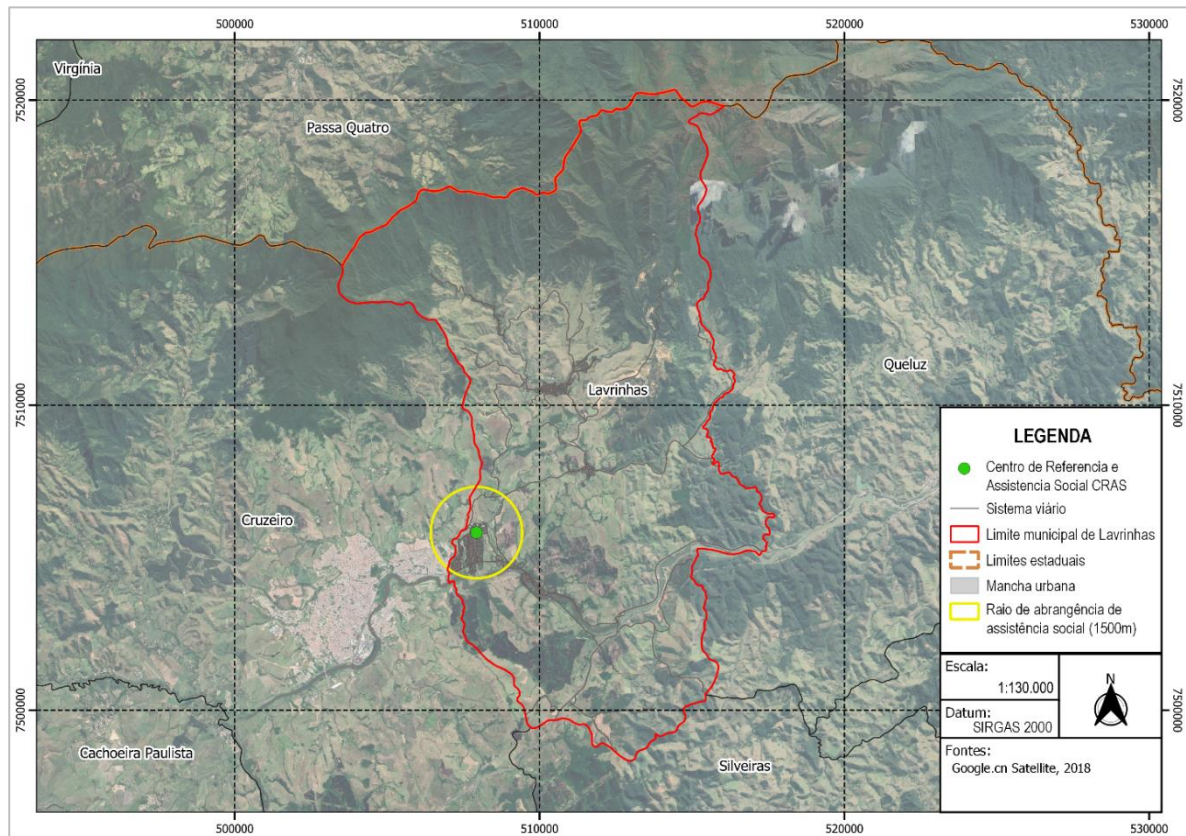 500000
510000
520000
530000
Virgínia
Passa Quatro
7520000
7520000
Lavrinhas
Queluz
7510000
7510000
Cruzeiro
7500000
7500000
Cachoeira Paulista
Silveiras
500000
510000
520000
530000
LEGENDA
Centro de Referencia e
Assistencia Social CRAS
Sistema viário
Limite municipal de Lavrinhas
Limites estaduais
Mancha urbana
Raio de abrangência de
assistência social (1500m)
Escala:
1:130.000
Datum:
SIRGAS 2000
N
Fontes:
Google.cn Satellite, 2018